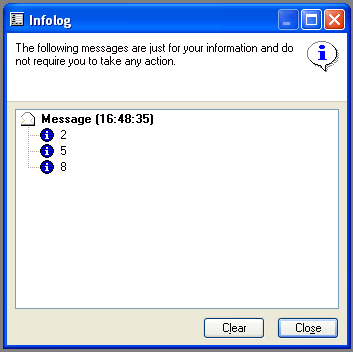 Infolog
The following messages are just for your information and do
not require you to take any action.
Message (16:48:35)
2
5
8
Clear
Close